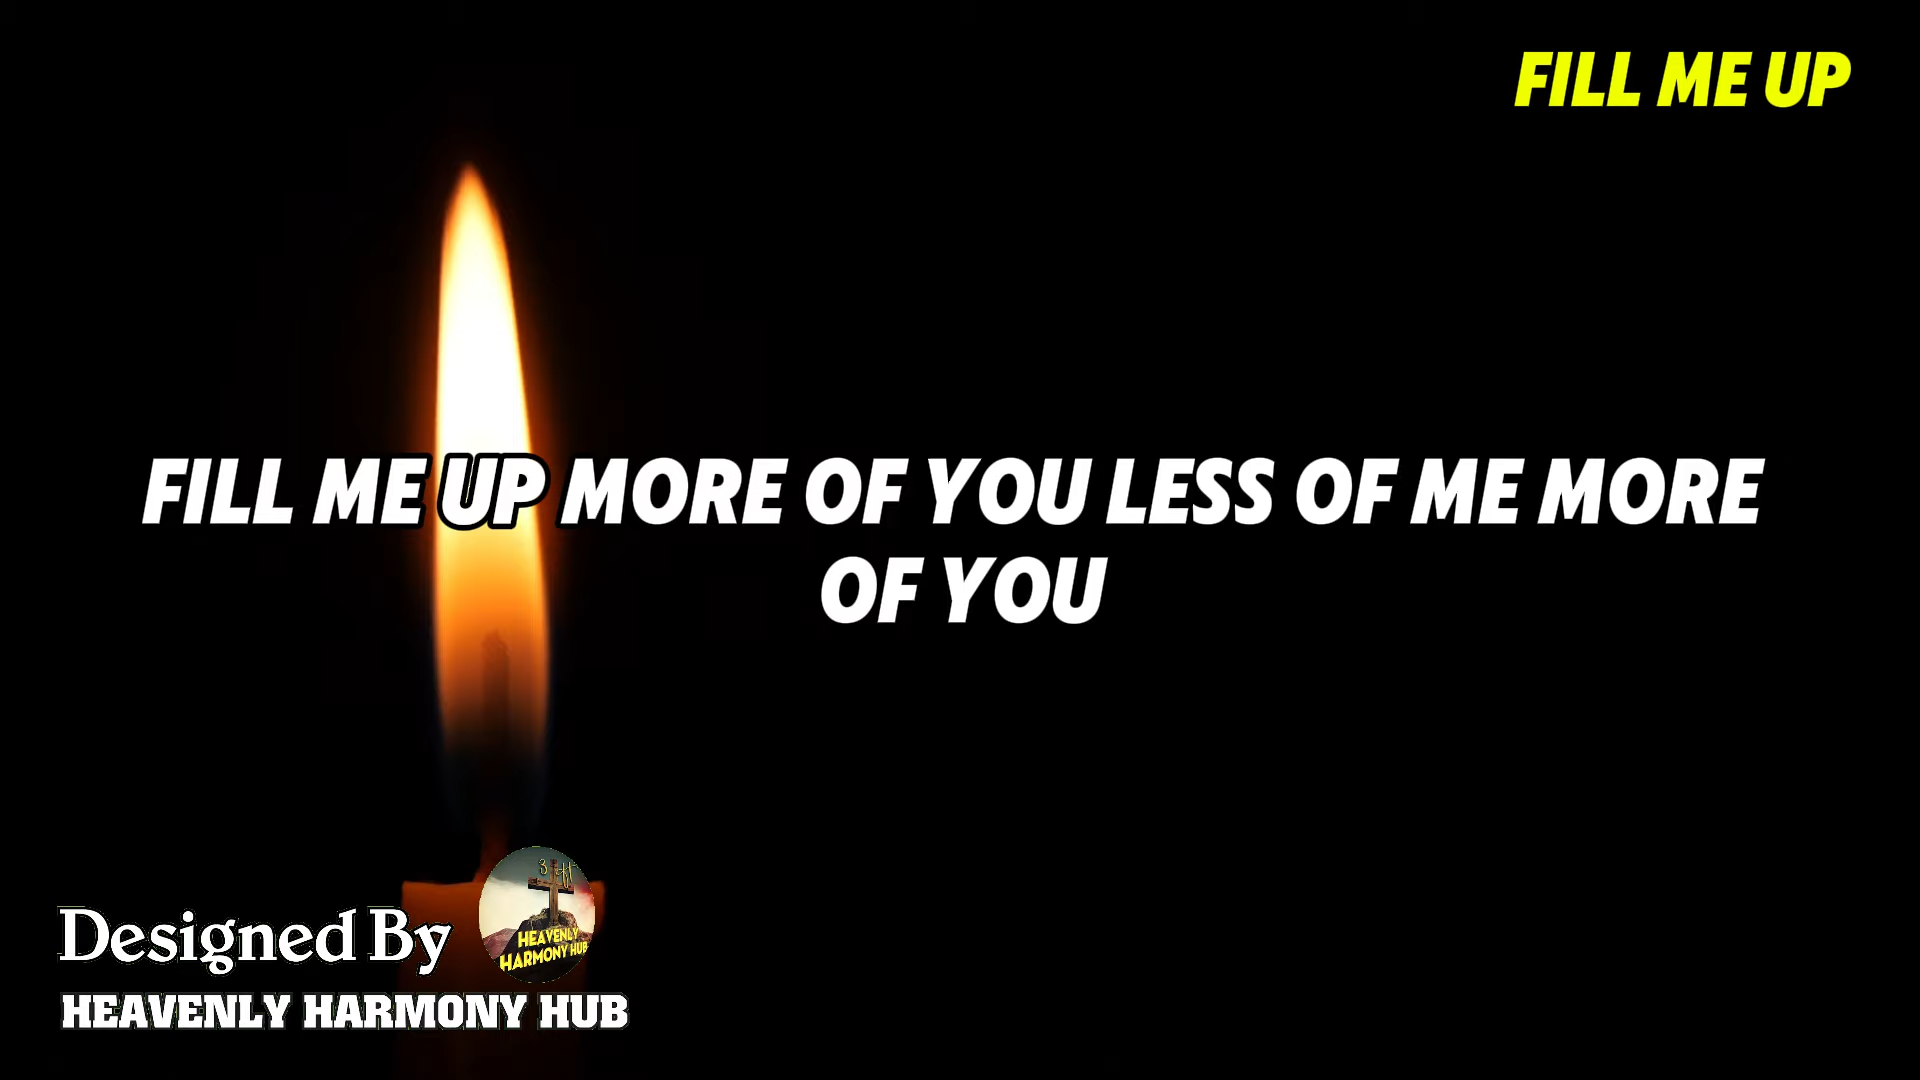 FILL ME UP
FILL ME UP MORE OF YOU LESS OF ME MORE
OF YOU
Designed By
HEAVENLY
HARMONY HUB
HEAVENLY HARMONY HUB